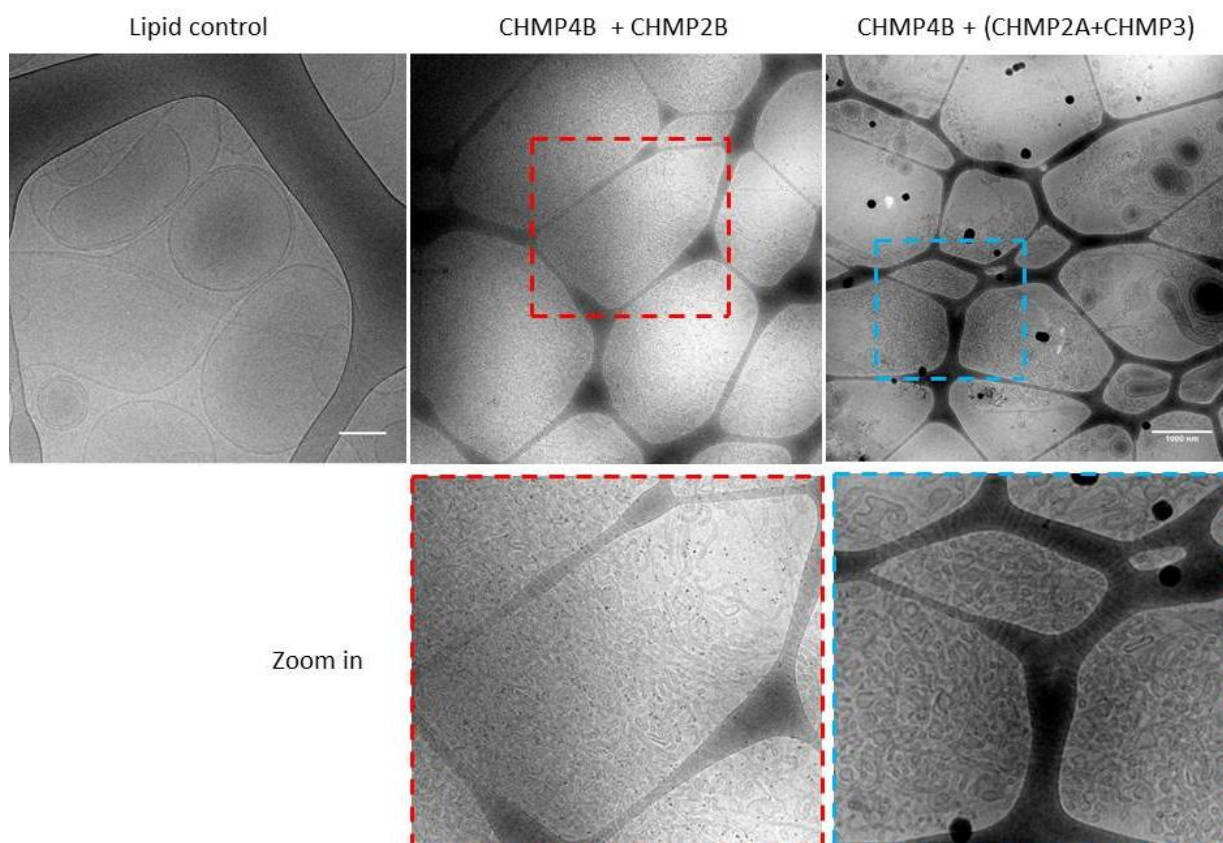 Lipid control
CHMP4B + CHMP2B
CHMP4B + (CHMP2A+CHMP3)
1000 nm
Zoom in